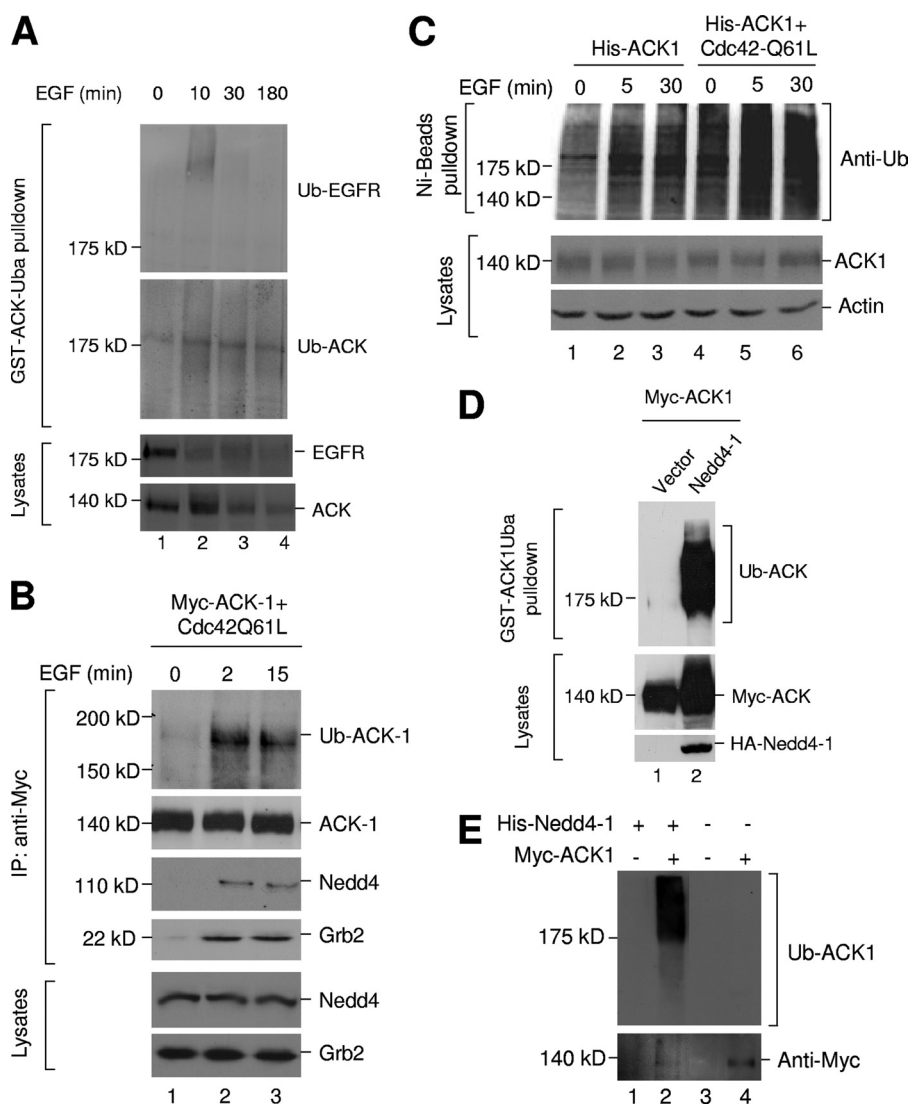 A
EGF (min) 0 10 30 180
GST-ACK-Uba pulldown
Ub-EGFR
175 kD
175 kD
Ub-ACK
Lysates
175 kD
EGFR
140 kD
ACK
1 2 3 4
B
Myc-ACK-1+
Cdc42Q61L
EGF (min) 0 2 15
IP: anti-Myc
200 kD
Ub-ACK-1
150 kD
140 kD
ACK-1
110 kD
Nedd4
22 kD
Grb2
Lysates
Nedd4
Grb2
1 2 3
C
His-ACK1
His-ACK1+
Cdc42-Q61L
EGF (min) 0 5 30 0 5 30
Ni-Beads
pulldown
175 kD
140 kD
Anti-Ub
Lysates
140 kD
ACK1
Actin
1 2 3 4 5 6
D
Myc-ACK1
Vector
Nedd4-1
GST-ACK1Uba
pulldown
Ub-ACK
175 kD
Lysates
140 kD
Myc-ACK
HA-Nedd4-1
1 2
E
His-Nedd4-1 + + - -
Myc-ACK1 - + - +
175 kD
Ub-ACK1
140 kD
Anti-Myc
1 2 3 4